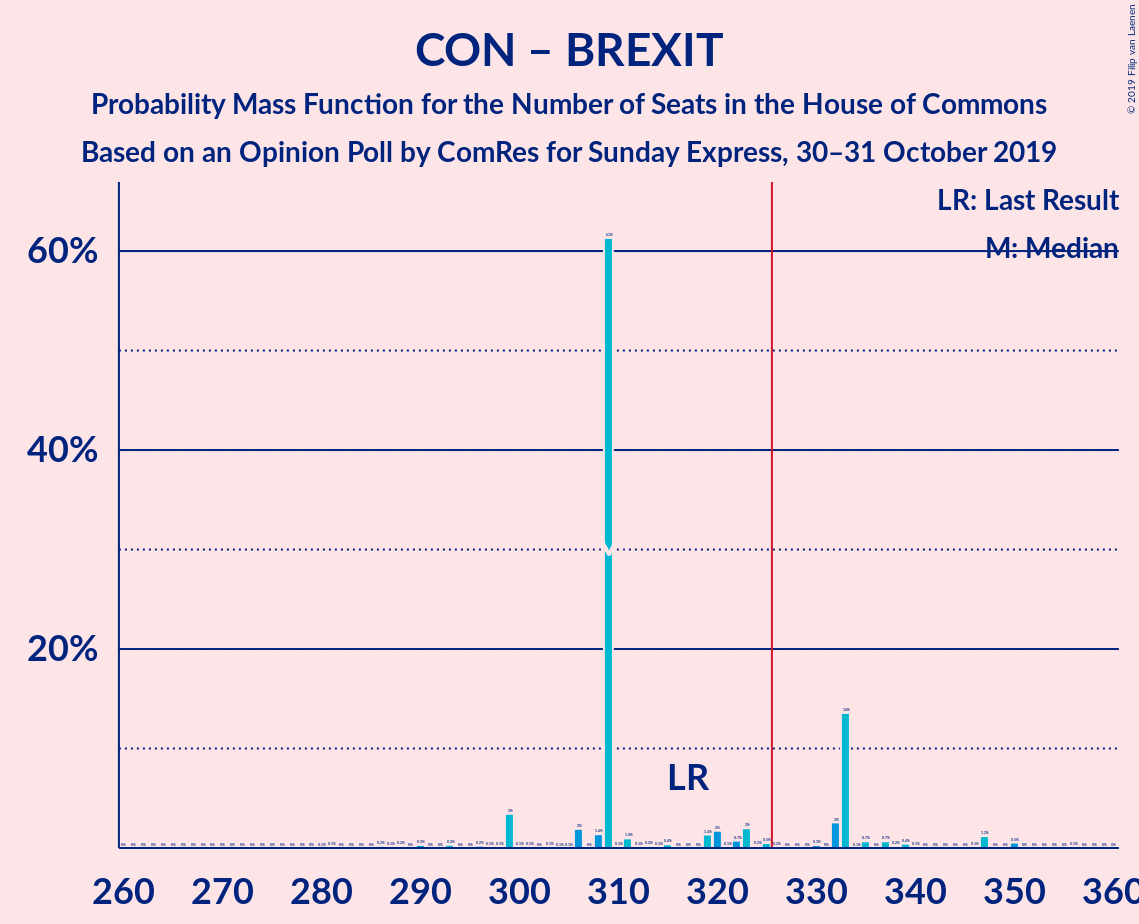 CON – BREXIT
Probability Mass Function for the Number of Seats in the House of Commons
Based on an Opinion Poll by ComRes for Sunday Express, 30–31 October 2019
© 2019 Filip van Laenen
LR: Last Result
M: Median
60%
40%
20%
LR
260 270 280 290 300 310 320 330 340 350 360